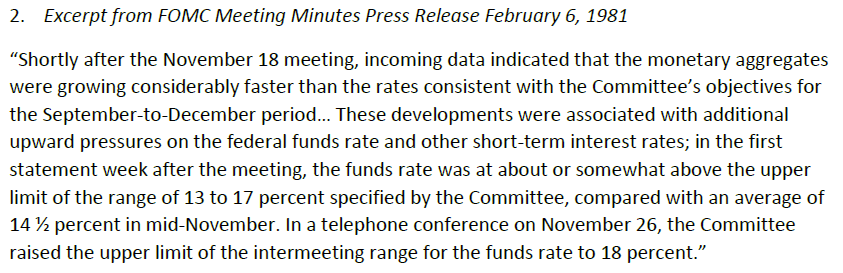 2. Excerpt from FOMC Meeting Minutes Press Release February 6, 1981
“Shortly after the November 18 meeting, incoming data indicated that the monetary aggregates
were growing considerably faster than the rates consistent with the Committee’s objectives for
the September-to-December period… These developments were associated with additional
upward pressures on the federal funds rate and other short-term interest rates; in the first
statement week after the meeting, the funds rate was at about or somewhat above the upper
limit of the range of 13 to 17 percent specified by the Committee, compared with an average of
14 ½ percent in mid-November. In a telephone conference on November 26, the Committee
raised the upper limit of the intermeeting range for the funds rate to 18 percent.”